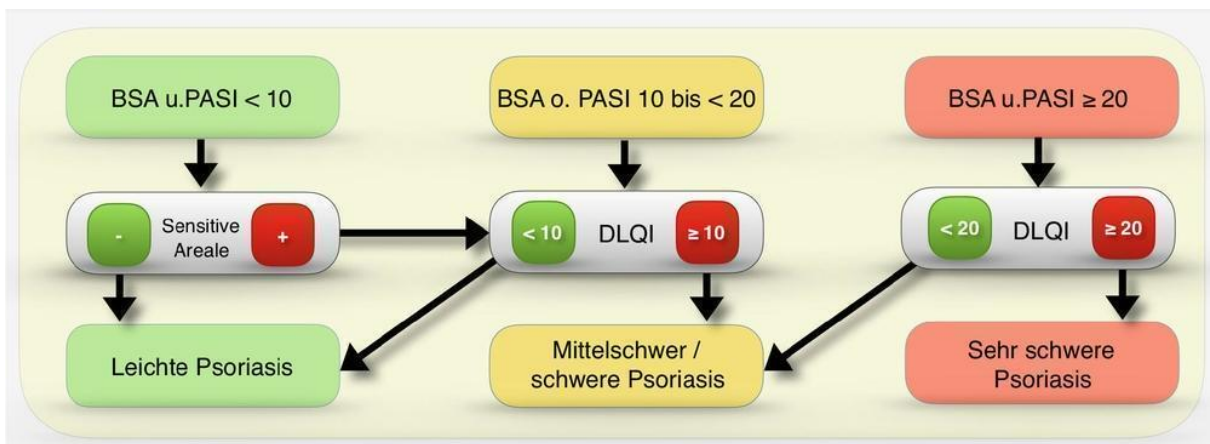 BSA u.PASI < 10
BSA o. PASI 10 bis < 20
BSA u.PASI ≥ 20
-
Sensitive
Areale
+
< 10
DLQI
≥ 10
< 20
DLQI
≥ 20
Leichte Psoriasis
Mittelschwer /
schwere Psoriasis
Sehr schwere
Psoriasis